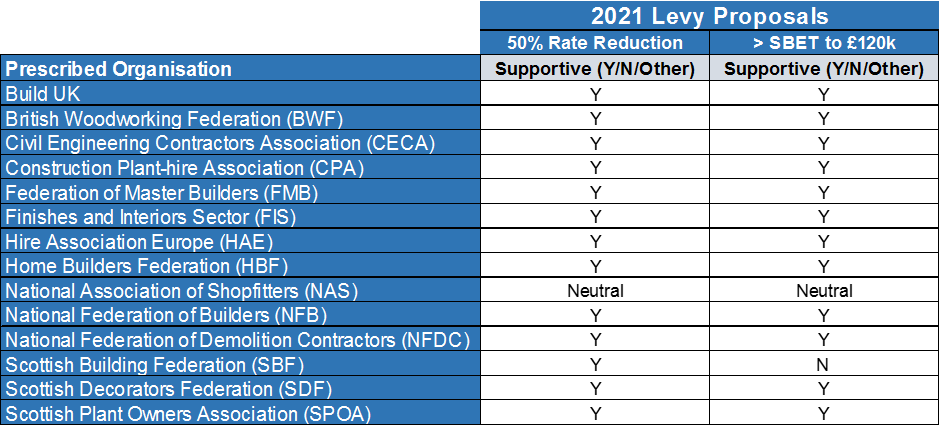 2021 Levy Proposals
50% Rate Reduction > SBET to £120k
Prescribed Organisation Supportive (Y/N/Other) Supportive (Y/N/Other)
Build UK Y Y
British Woodworking Federation (BWF) Y Y
Civil Engineering Contractors Association (CECA) Y Y
Construction Plant-hire Association (CPA) Y Y
Federation of Master Builders (FMB) Y Y
Finishes and Interiors Sector (FIS) Y Y
Hire Association Europe (HAE) Y Y
Home Builders Federation (HBF) Y Y
National Association of Shopfitters (NAS) Neutral Neutral
National Federation of Builders (NFB) Y Y
National Federation of Demolition Contractors (NFDC) Y Y
Scottish Building Federation (SBF) Y N
Scottish Decorators Federation (SDF) Y Y
Scottish Plant Owners Association (SPOA) Y Y